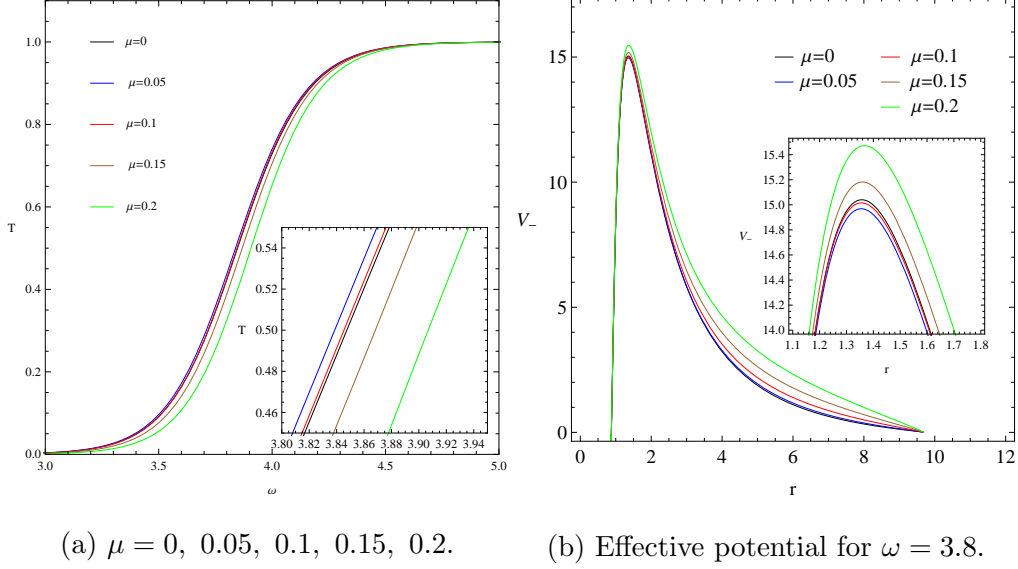 1.0
0.8
0.6
0.4
0.2
0.0
T
3.0 3.5 4.0 4.5 5.0
ω
μ=0
μ=0.05
μ=0.1
μ=0.15
μ=0.2
0.54
0.52
0.50
0.48
0.46
T
3.80 3.82 3.84 3.86 3.88 3.90 3.92 3.94
15
10
5
0
V_
0 2 4 6 8 10 12
r
μ=0 μ=0.1
μ=0.05 μ=0.15
μ=0.2
15.4
15.2
15.0
14.8
14.6
14.4
14.2
14.0
V_
1.1 1.2 1.3 1.4 1.5 1.6 1.7 1.8
r
(a) μ = 0, 0.05, 0.1, 0.15, 0.2.
(b) Effective potential for ω = 3.8.